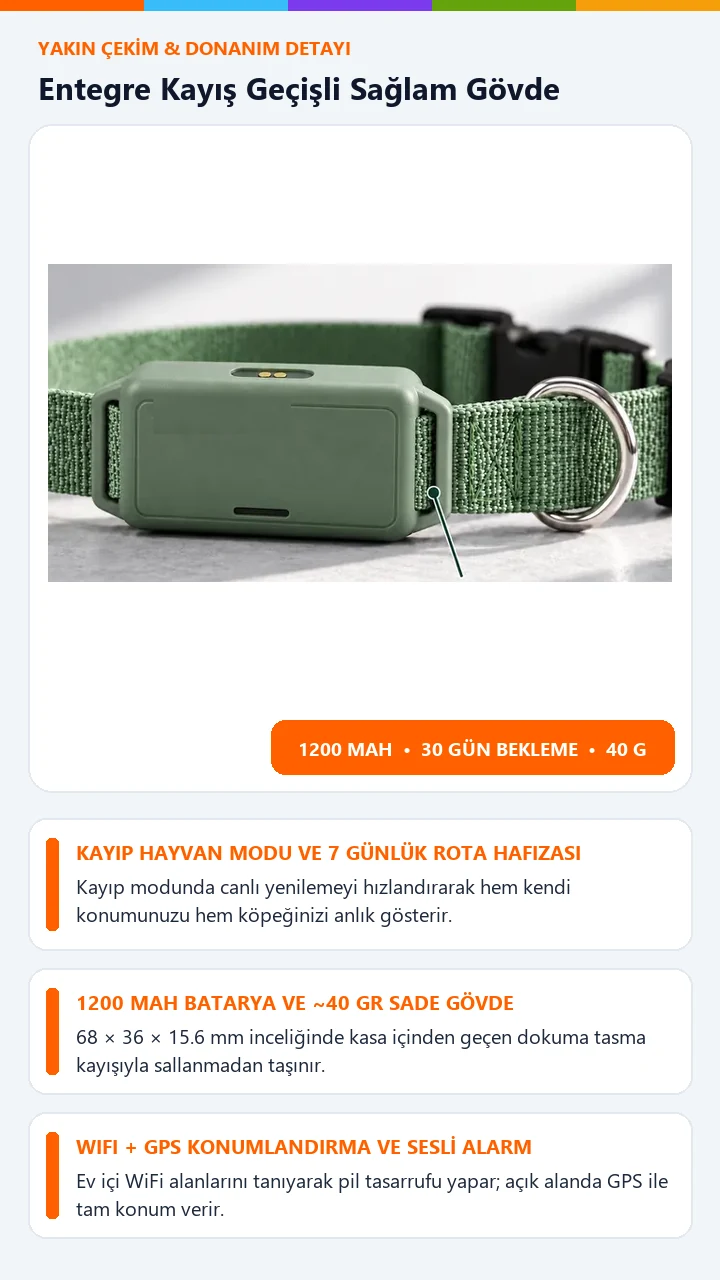 YAKIN ÇEKİM & DONANIM DETAYI
Entegre Kayış Geçişli Sağlam Gövde
1200 MAH • 30 GÜN BEKLEME • 40 G
KAYIP HAYVAN MODU VE 7 GÜNLÜK ROTA HAFIZASI
Kayıp modunda canlı yenilemeyi hızlandırarak hem kendi
konumunuzu hem köpeğinizi anlık gösterir.
1200 MAH BATARYA VE ~40 GR SADE GÖVDE
68 × 36 × 15.6 mm inceliğinde kasa içinden geçen dokuma tasma
kayışıyla sallanmadan taşınır.
WIFI + GPS KONUMLANDIRMA VE SESLİ ALARM
Ev içi WiFi alanlarını tanıyarak pil tasarrufu yapar; açık alanda GPS ile
tam konum verir.